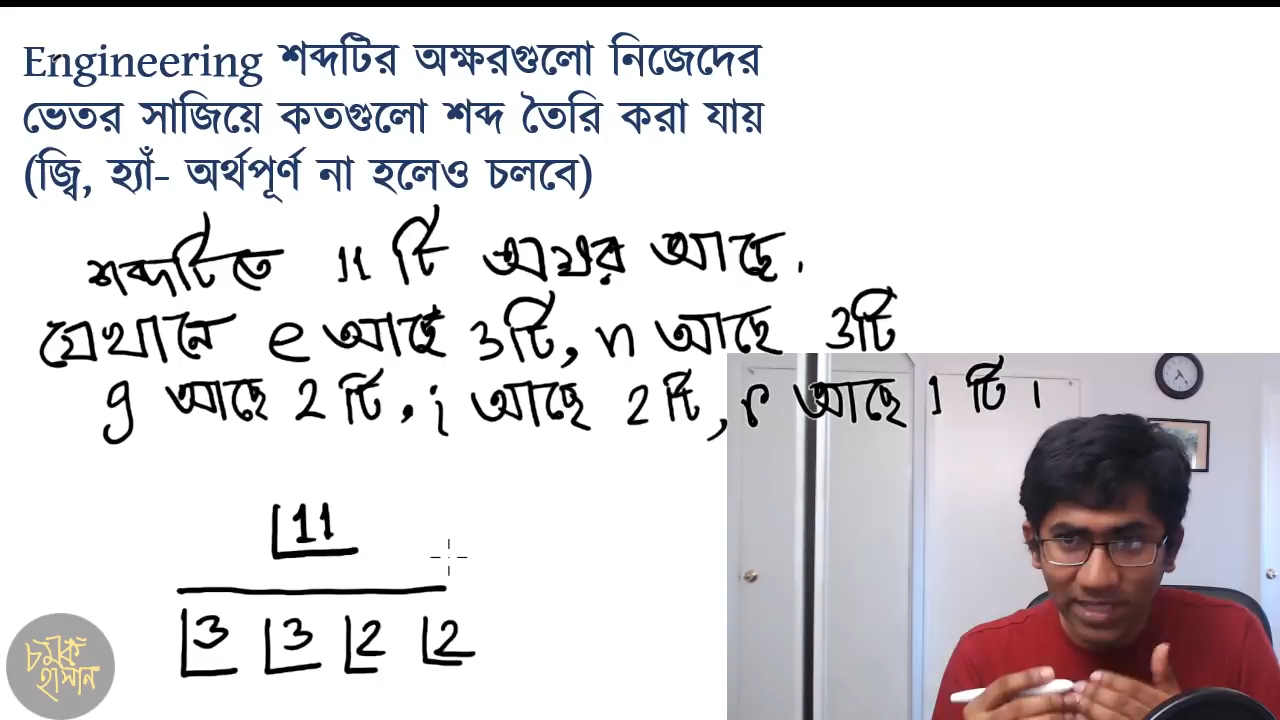 Engineering শব্দটির অক্ষরগুলো নিজেদের
ভেতর সাজিয়ে কতগুলো শব্দ তৈরি করা যায়
(জ্বি, হ্যাঁ- অর্থপূর্ণ না হলেও চলবে)
শব্দটিতে 11 টি অক্ষর আছে.
যেখানে e আছে 3টি, n আছে 3টি
g আছে 2 টি, i আছে 2 টি, r আছে 1 টি।
⌊11
⌊3 ⌊3 ⌊2 ⌊2
চমক
হাসান